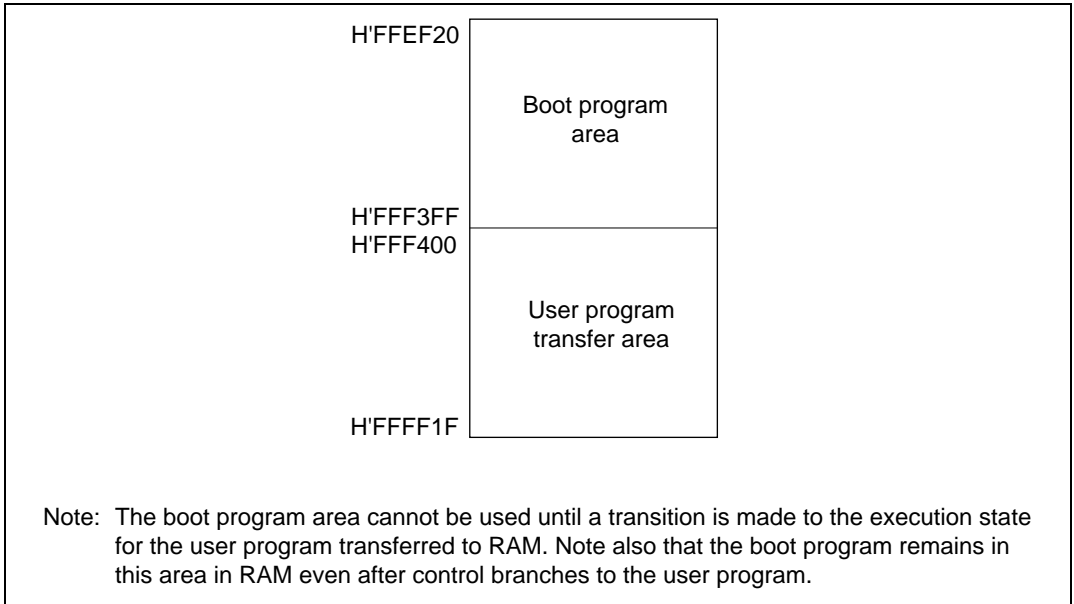 H'FFEF20
Boot program
area
H'FFF3FF
H'FFF400
User program
transfer area
H'FFFF1F
Note: The boot program area cannot be used until a transition is made to the execution state
for the user program transferred to RAM. Note also that the boot program remains in
this area in RAM even after control branches to the user program.